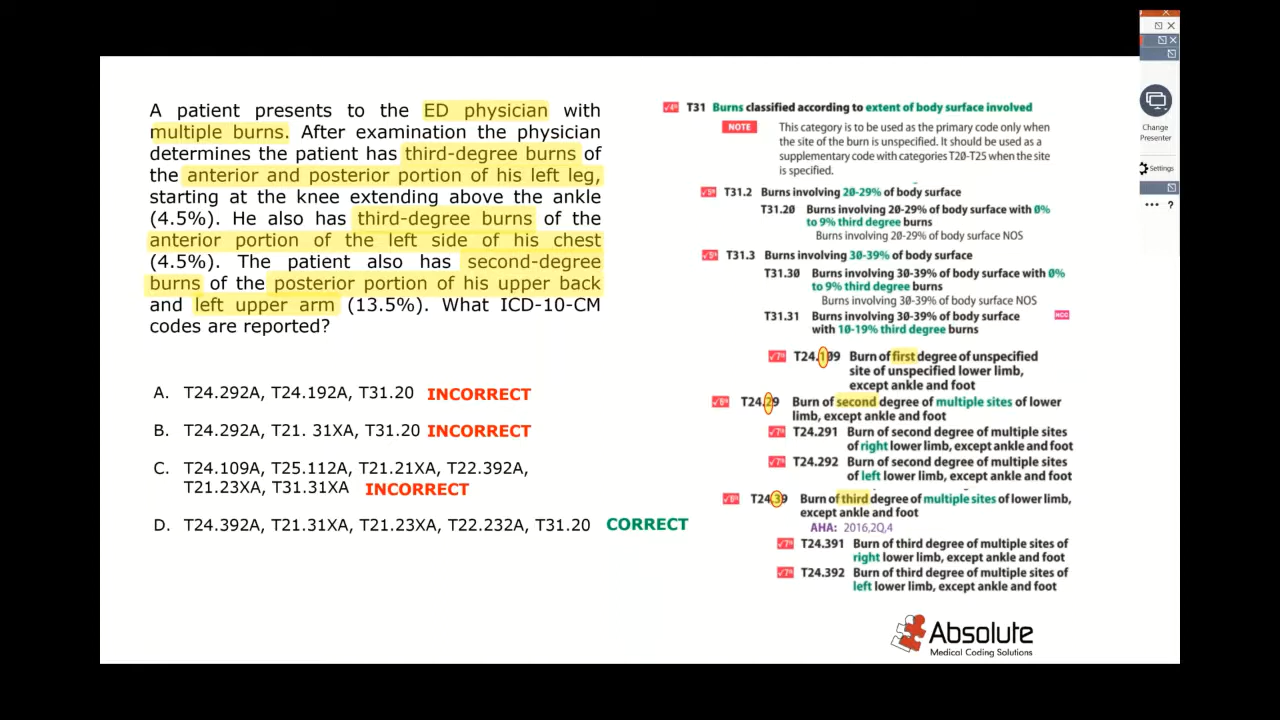 A patient presents to the ED physician with
multiple burns. After examination the physician
determines the patient has third-degree burns of
the anterior and posterior portion of his left leg,
starting at the knee extending above the ankle
(4.5%). He also has third-degree burns of the
anterior portion of the left side of his chest
(4.5%). The patient also has second-degree
burns of the posterior portion of his upper back
and left upper arm (13.5%). What ICD-10-CM
codes are reported?
A. T24.292A, T24.192A, T31.20 INCORRECT
B. T24.292A, T21. 31XA, T31.20 INCORRECT
C. T24.109A, T25.112A, T21.21XA, T22.392A,
T21.23XA, T31.31XA INCORRECT
D. T24.392A, T21.31XA, T21.23XA, T22.232A, T31.20 CORRECT
√4th T31 Burns classified according to extent of body surface involved
NOTE This category is to be used as the primary code only when
the site of the burn is unspecified. It should be used as a
supplementary code with categories T20-T25 when the site
is specified.
√5th T31.2 Burns involving 20-29% of body surface
T31.20 Burns involving 20-29% of body surface with 0%
to 9% third degree burns
Burns involving 20-29% of body surface NOS
√5th T31.3 Burns involving 30-39% of body surface
T31.30 Burns involving 30-39% of body surface with 0%
to 9% third degree burns
Burns involving 30-39% of body surface NOS
T31.31 Burns involving 30-39% of body surface HCC
with 10-19% third degree burns
√7th T24.109 Burn of first degree of unspecified
site of unspecified lower limb,
except ankle and foot
√6th T24.29 Burn of second degree of multiple sites of lower
limb, except ankle and foot
√7th T24.291 Burn of second degree of multiple sites
of right lower limb, except ankle and foot
√7th T24.292 Burn of second degree of multiple sites
of left lower limb, except ankle and foot
√6th T24.39 Burn of third degree of multiple sites of lower limb,
except ankle and foot
AHA: 2016,2Q,4
√7th T24.391 Burn of third degree of multiple sites of
right lower limb, except ankle and foot
√7th T24.392 Burn of third degree of multiple sites of
left lower limb, except ankle and foot
Absolute
Medical Coding Solutions
Change
Presenter
Settings
... ?